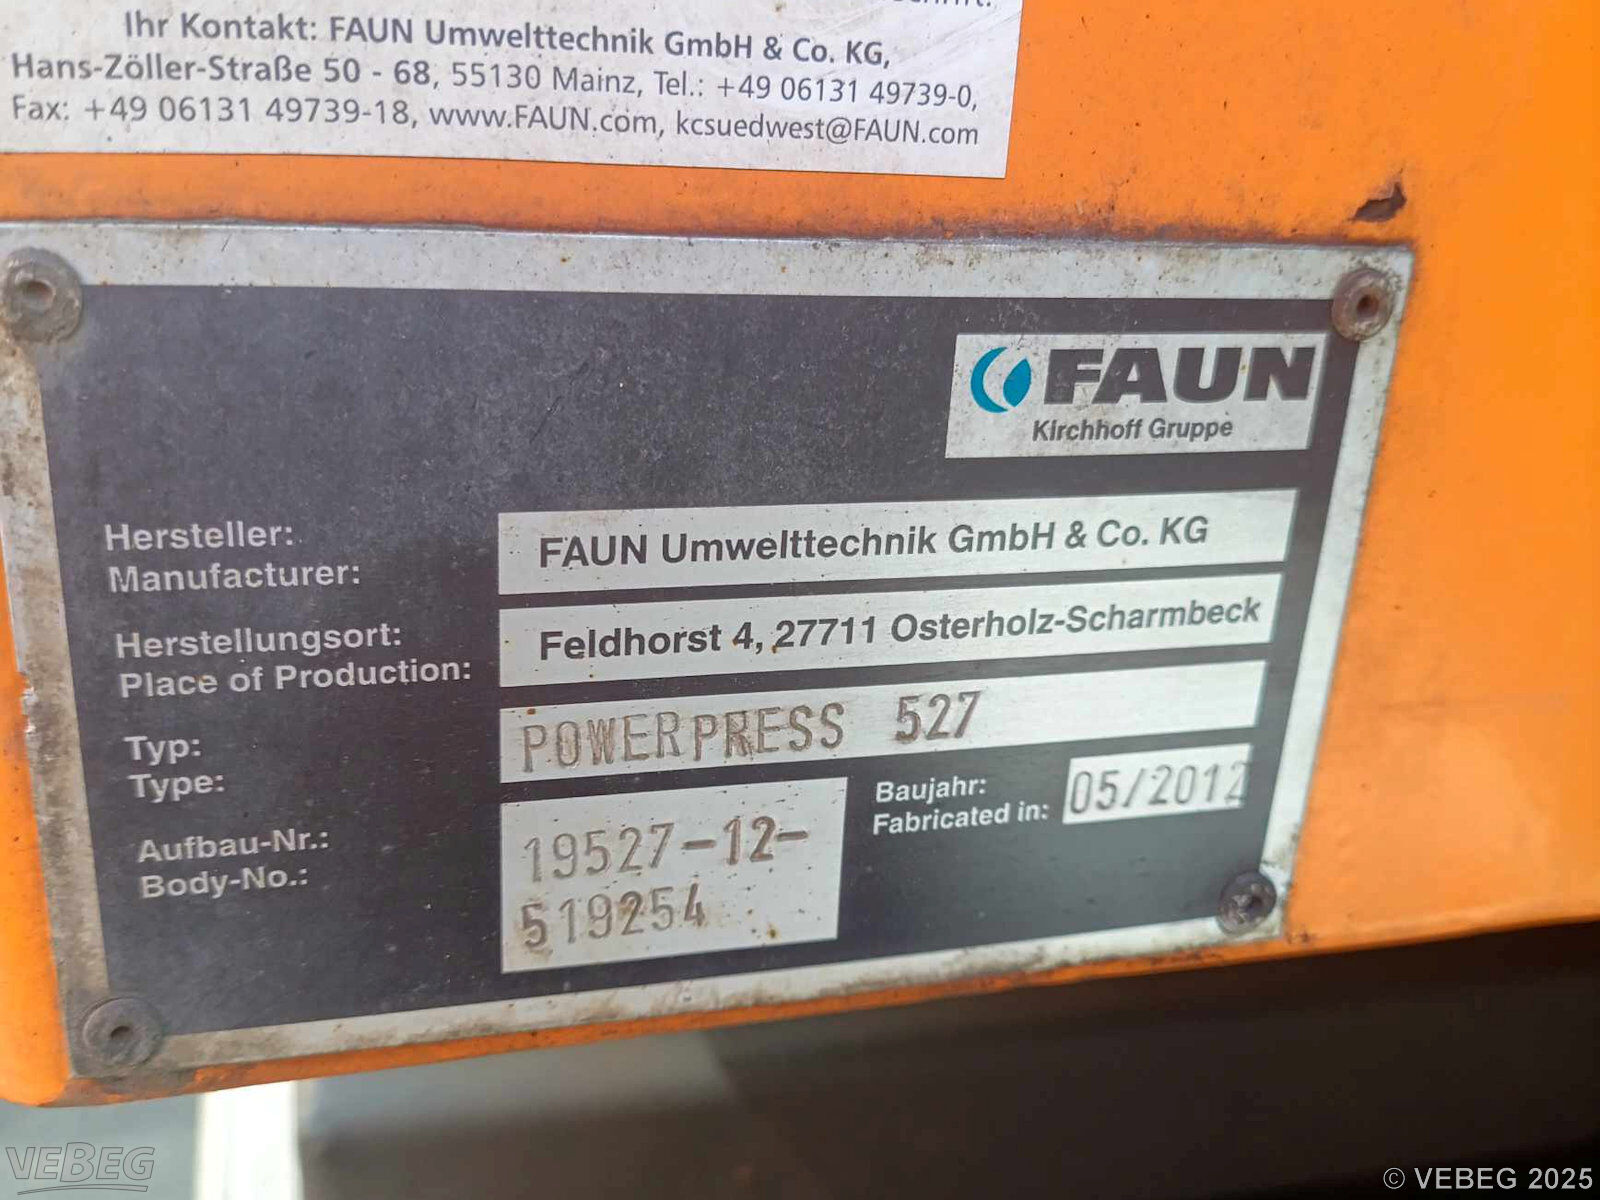 Ihr Kontakt: FAUN Umwelttechnik GmbH & Co. KG,
Hans-Zöller-Straße 50 - 68, 55130 Mainz, Tel.: +49 06131 49739-0,
Fax: +49 06131 49739-18, www.FAUN.com, kcsuedwest@FAUN.com
FAUN
Kirchhoff Gruppe
Hersteller:
Manufacturer:
FAUN Umwelttechnik GmbH & Co. KG
Herstellungsort:
Place of Production:
Feldhorst 4, 27711 Osterholz-Scharmbeck
Typ:
Type:
POWERPRESS 527
Aufbau-Nr.:
Body-No.:
19527-12-
519254
Baujahr:
Fabricated in:
05/2012
VEBEG
© VEBEG 2025